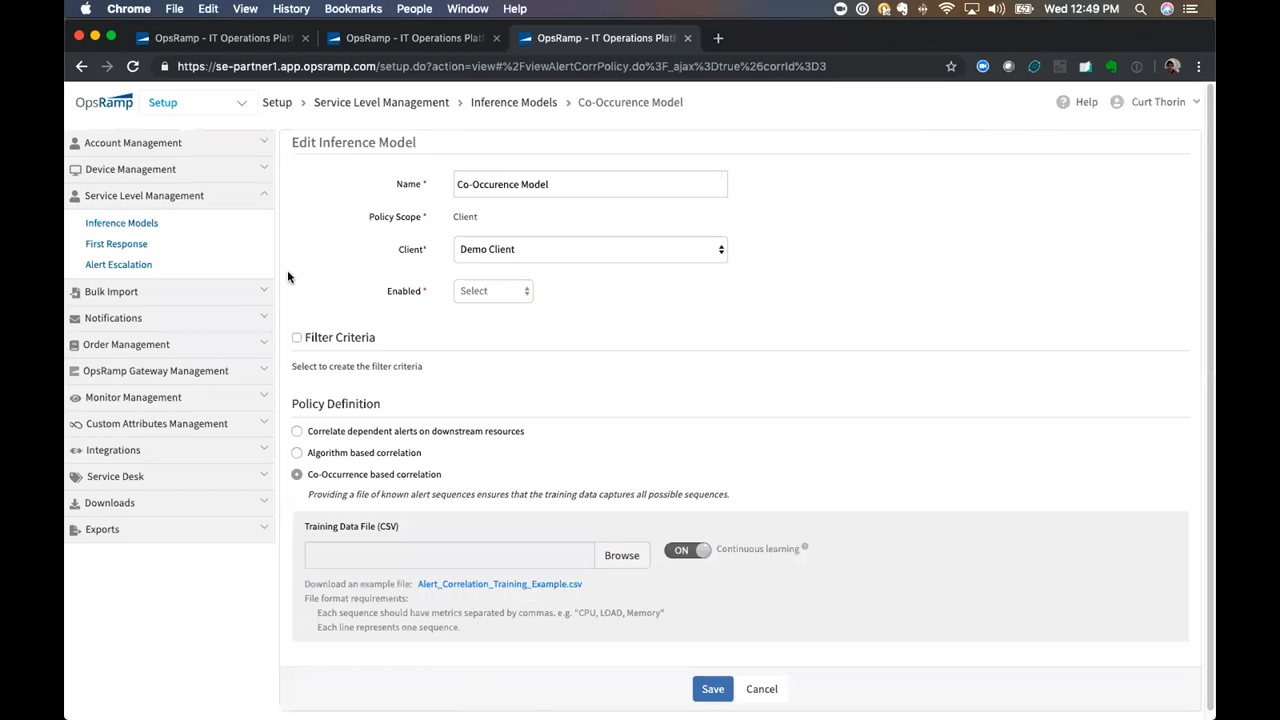 Chrome File Edit View History Bookmarks People Window Help Wed 12:49 PM
OpsRamp - IT Operations Platf OpsRamp - IT Operations Platf OpsRamp - IT Operations Platf
https://se-partner1.app.opsramp.com/setup.do?action=view#%2FviewAlertCorrPolicy.do%3F_ajax%3Dtrue%26corrId%3D3
OpsRamp Setup Setup > Service Level Management > Inference Models > Co-Occurence Model Help Curt Thorin
Account Management
Device Management
Service Level Management
Inference Models
First Response
Alert Escalation
Bulk Import
Notifications
Order Management
OpsRamp Gateway Management
Monitor Management
Custom Attributes Management
Integrations
Service Desk
Downloads
Exports
Edit Inference Model
Name * Co-Occurence Model
Policy Scope * Client
Client* Demo Client
Enabled * Select
Filter Criteria
Select to create the filter criteria
Policy Definition
Correlate dependent alerts on downstream resources
Algorithm based correlation
Co-Occurrence based correlation
Providing a file of known alert sequences ensures that the training data captures all possible sequences.
Training Data File (CSV)
Browse ON Continuous learning
Download an example file: Alert_Correlation_Training_Example.csv
File format requirements:
Each sequence should have metrics separated by commas. e.g. "CPU, LOAD, Memory"
Each line represents one sequence.
Save Cancel